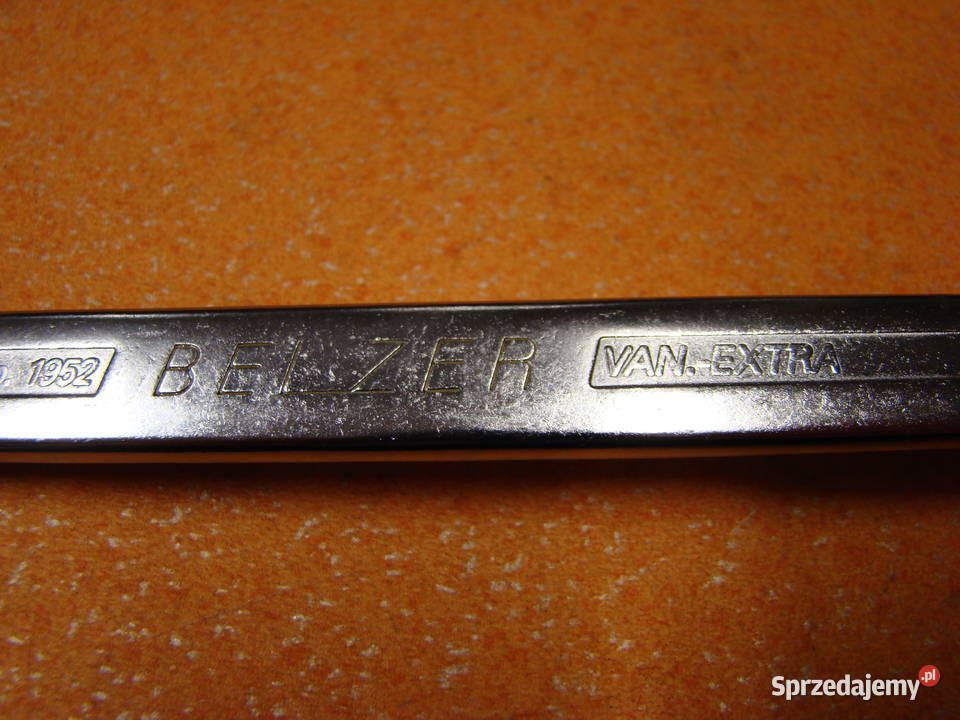 1952 BELZER VAN. EXTRA
Sprzedajemy.pl